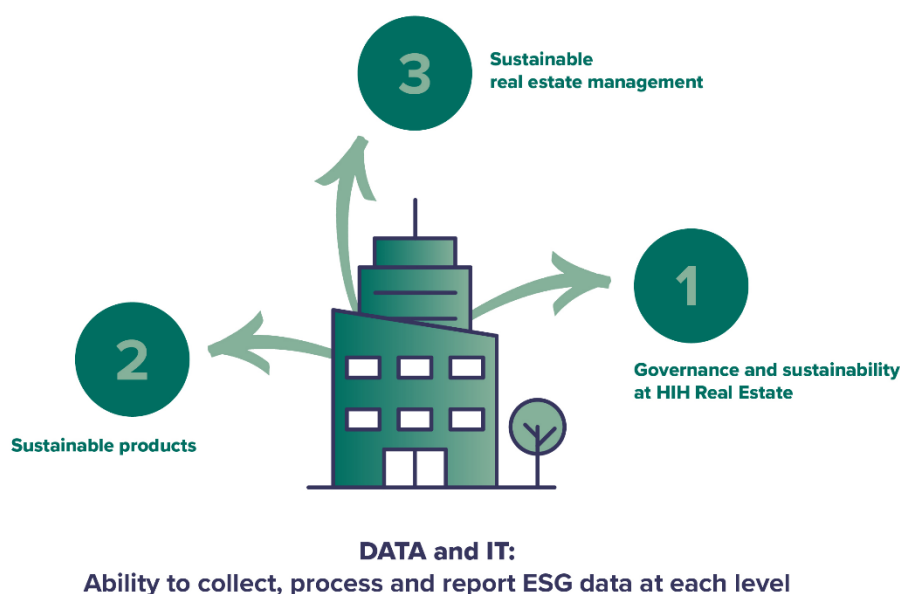 3
Sustainable
real estate management
1
Governance and sustainability
at HIH Real Estate
2
Sustainable products
DATA and IT:
Ability to collect, process and report ESG data at each level